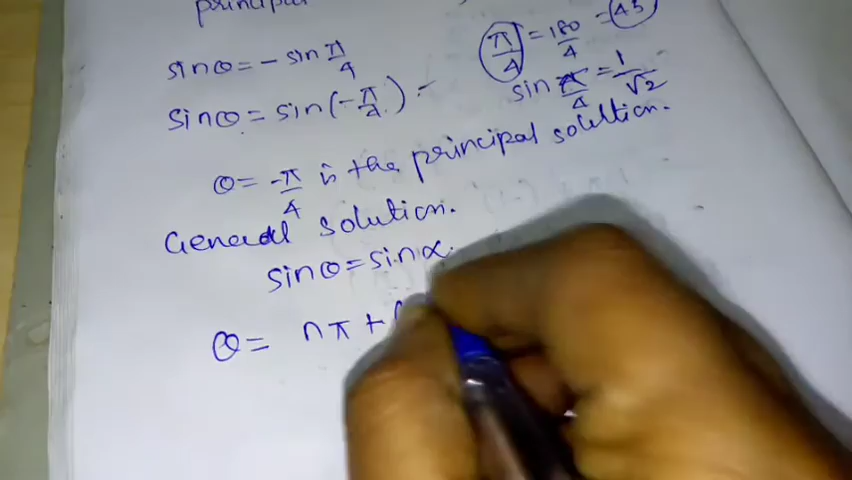 principal
sinθ = - sin π/4
π/4 = 180/4 = 45
sinθ = sin(-π/4)
sin π/4 = 1/√2
θ = -π/4 is the principal solution.
General solution.
sinθ = sinα.
θ = nπ + (